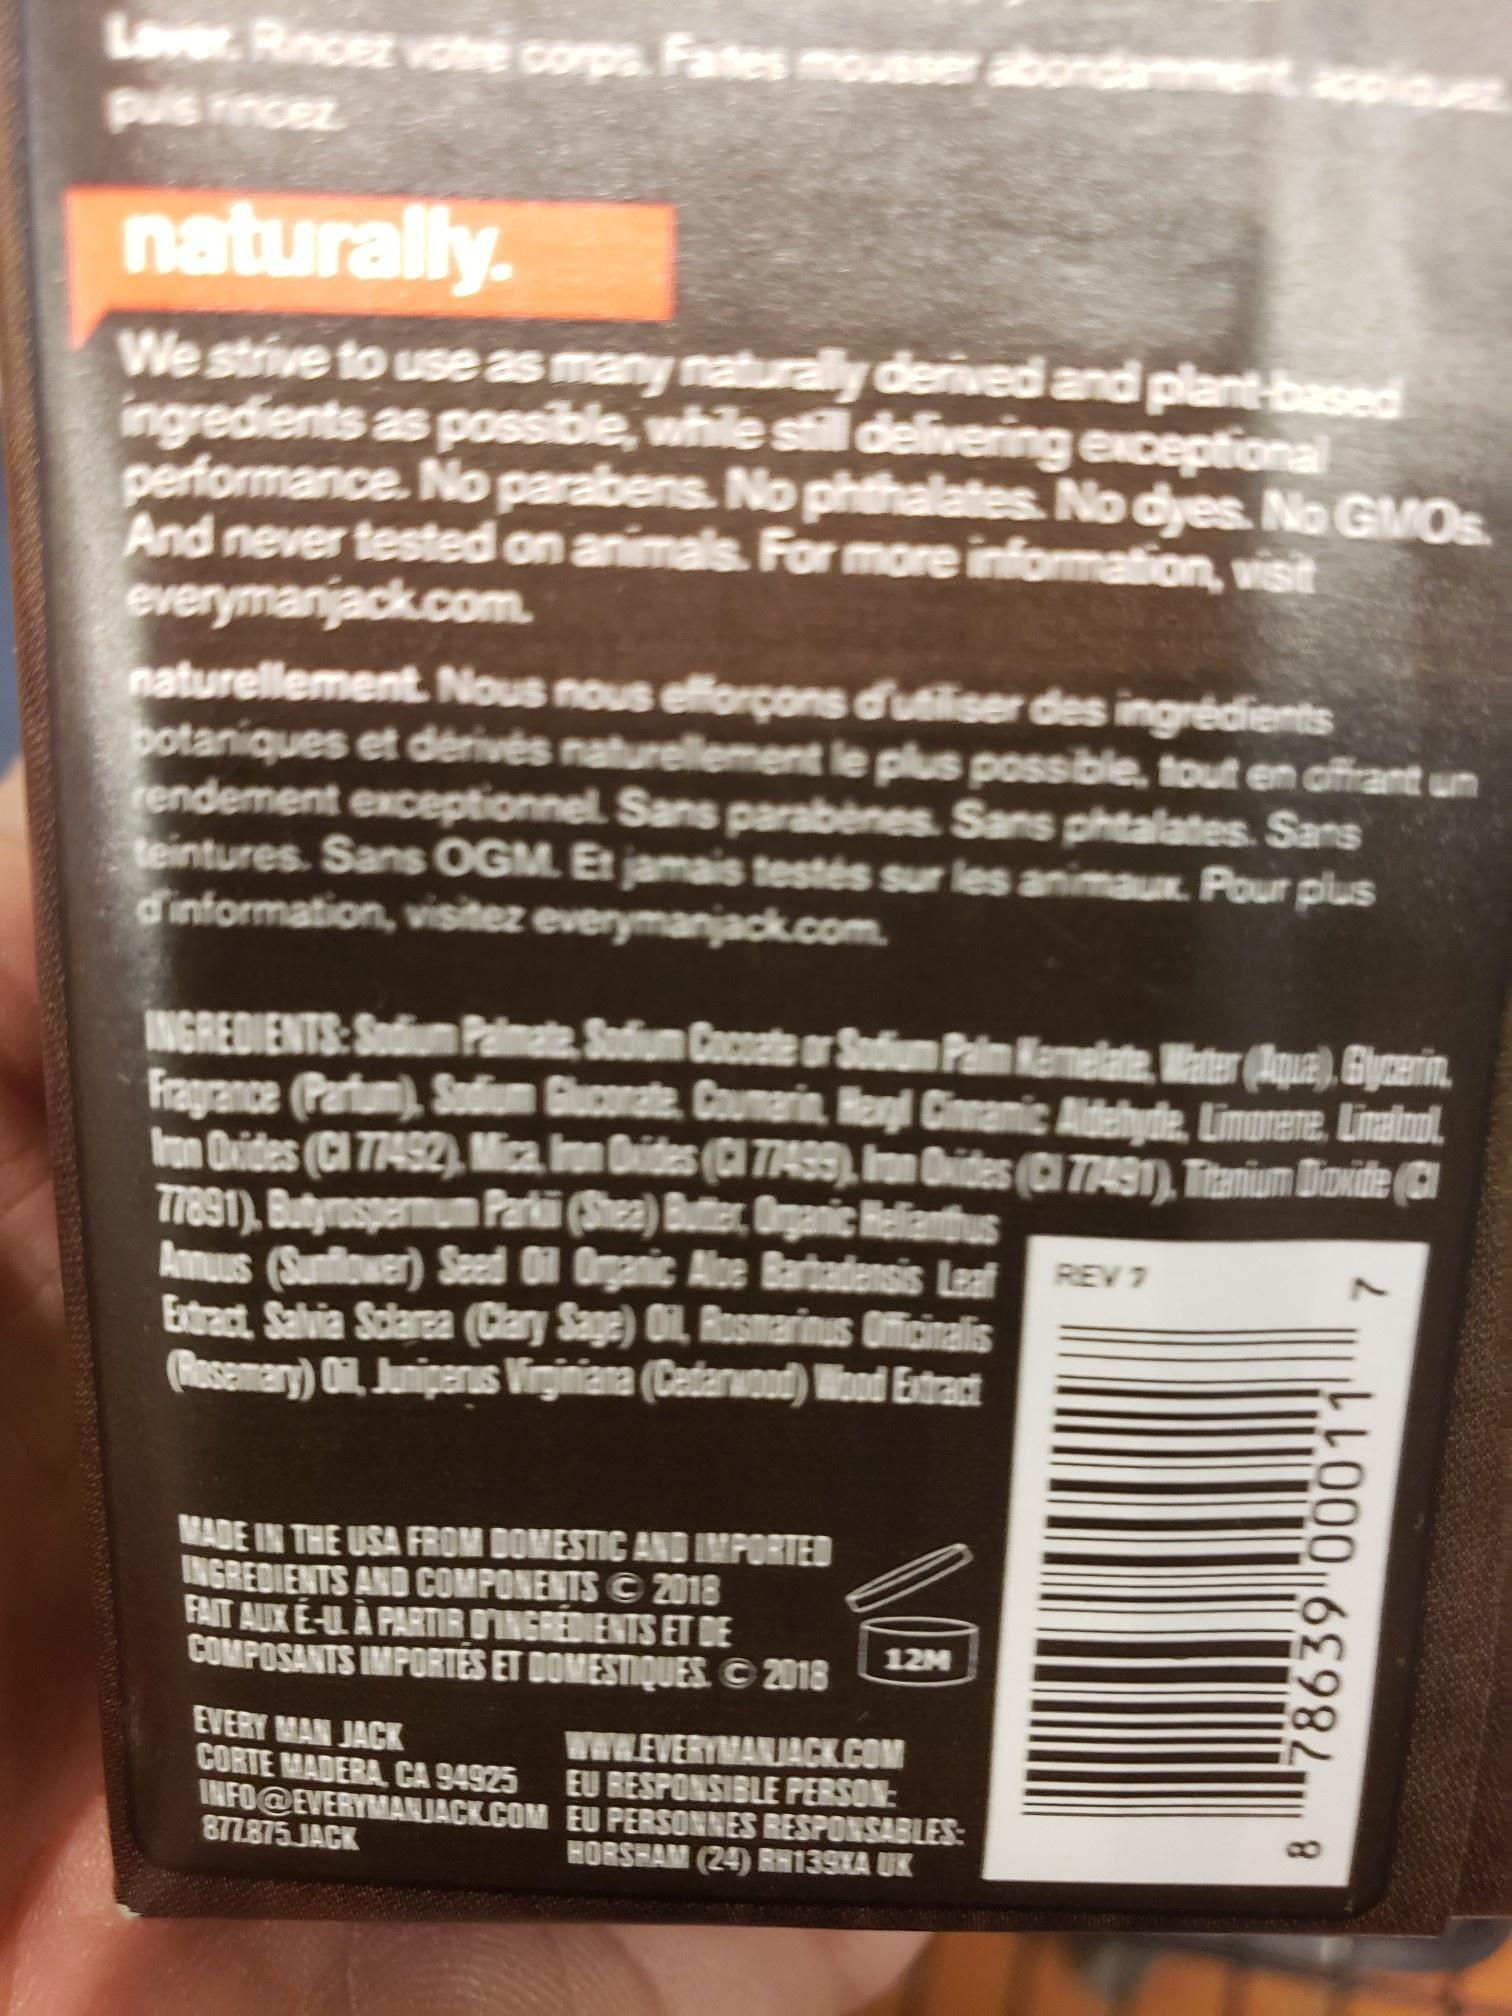 Laver. Rincez votre corps. Faites mousser abondamment, appliquez
puis rincez.
naturally.
We strive to use as many naturally derived and plant-based
ingredients as possible, while still delivering exceptional
performance. No parabens. No phthalates. No dyes. No GMOs.
And never tested on animals. For more information, visit
everymanjack.com.
naturellement. Nous nous efforçons d'utiliser des ingrédients
botaniques et dérivés naturellement le plus possible, tout en offrant un
rendement exceptionnel. Sans parabènes. Sans phtalates. Sans
teintures. Sans OGM. Et jamais testés sur les animaux. Pour plus
d'information, visitez everymanjack.com.
INGREDIENTS: Sodium Palmate, Sodium Cocoate or Sodium Palm Kernelate, Water (Aqua), Glycerin,
Fragrance (Parfum), Sodium Gluconate, Coumarin, Hexyl Cinnamic Aldehyde, Limonene, Linalool,
Iron Oxides (CI 77492), Mica, Iron Oxides (CI 77499), Iron Oxides (CI 77491), Titanium Dioxide (CI
77891), Butyrospermum Parkii (Shea) Butter, Organic Helianthus
Annuus (Sunflower) Seed Oil Organic Aloe Barbadensis Leaf
Extract, Salvia Sclarea (Clary Sage) Oil, Rosmarinus Officinalis
(Rosemary) Oil, Juniperus Virginiana (Cedarwood) Wood Extract
REV 7
8 78639 00011 7
MADE IN THE USA FROM DOMESTIC AND IMPORTED
INGREDIENTS AND COMPONENTS © 2018
FAIT AUX É-U. À PARTIR D'INGRÉDIENTS ET DE
COMPOSANTS IMPORTÉS ET DOMESTIQUES. © 2018
12M
EVERY MAN JACK
CORTE MADERA, CA 94925
INFO@EVERYMANJACK.COM
877.875.JACK
WWW.EVERYMANJACK.COM
EU RESPONSIBLE PERSON:
EU PERSONNES RESPONSABLES:
HORSHAM (24) RH139XA UK